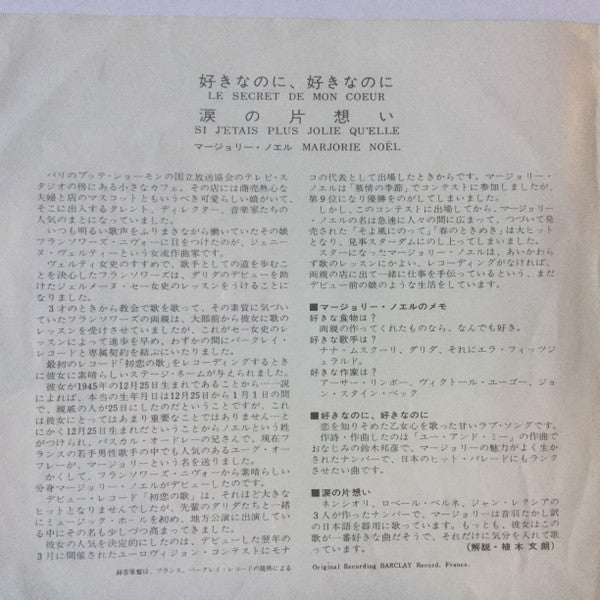 好きなのに、好きなのに
LE SECRET DE MON COEUR
涙の片想い
SI J'ETAIS PLUS JOLIE QU'ELLE
マージョリー・ノエル MARJORIE NOËL
パリのブッテ・ショーモンの国立放送協会のテレビ・ス
タジオの傍にある小さなカフェ。その店には商売熱心な
夫婦と店のマスコットともいうべき可愛らしい娘がいて、
そこに出入するタレント、ディレクター、音楽家たちの
人気のまとになっていました。
いつも明るい歌声をふりまきながら働いていたその娘
フランソワーズ・ニヴォーに目をつけたのが、ジェニー
ヌ・ヴェルティーという女流作曲家です。
ヴェルティ女史のすすめで、歌手としての道を歩むこ
とを決心したフランソワーズは、ダリダのデビューを助
けたジェルメーヌ・セー女史のレッスンをうけることに
なりました。
3才のときから教会で歌を歌って、その素質に気づい
ていたフランソワーズの両親は、大部前から彼女に歌の
レッスンを受けさせていましたが、これがセー女史のレ
ッスンによって進歩を早め、わずかの間にバークレイ・
レコードと専属契約を結ぶにいたりました。
最初のレコード「初恋の歌」をレコーディングするとき
に彼女に素晴らしいステージ・ネームが与えられました。
彼女が1945年の12月25日生まれであることから…一説
によれば、本当の生年月日は12月25日から1月1日の間
で、親戚の人が25日にしたのだということですが、これ
は彼女にとってはあまり重要なことではありません…と
にかく12月25日生まれだということからノエルという姓
がつけられ、パスカル・オードレーの兄さんで、現在フ
ランスの若手男性歌手の中でも人気のあるユーグ・オー
フレーが、マージョリーという名を送りました。
かくして、フランソワーズ・ニヴォーから素晴らしい
分身マージョリー・ノエルがデビューしたのです。
デビュー・レコード「初恋の歌」は、それほど大きな
ヒットとなりませんでしたが、先輩のダリダたちと一緒
にミュージック・ホールを初め、地方公演に出演してい
る中にその名も少しづつ高まってきました。
彼女の人気を決定的にしたのは、デビューした翌年の
3月に開催されたユーロヴィジョン・コンテストにモナ
録音原盤は、フランス、バークレイ・レコードの提供による
コの代表として出場したときからです。マージョリー・
ノエルは「慕情の季節」でコンテストに参加しましたが、
第9位になり優勝をのがしてしまいました。
しかし、このコンテストに出場してから、マージョリ
ー・ノエルの名は急速に人々の間に広まって、つづいて発
売された「そよ風にのって」「春のときめき」は大ヒット
となり、見事スターダムにのし上ってしまいました。
スターになったマージョリー・ノエルは、あいかわら
ず歌のレッスンにかよい、レコーディングがなければ、
両親の店に出て一緒に仕事を手伝っているという、まだ
デビュー前の娘のような生活をしています。
■マージョリー・ノエルのメモ
好きな食物は？
両親の作ってくれたものなら、なんでも好き。
好きな歌手は？
ナナ・ムスクーリ、ダリダ、それにエラ・フィッツジ
ェラルド。
好きな作家は？
アーサー・リンボー、ヴィクトール・ユーゴー、ジョ
ン・スタイン・ベック
■好きなのに、好きなのに
恋を知りそめた乙女心を歌った甘いラブ・ソングです。
作詩・作曲したのは「ユー・アンド・ミー」の作曲で
おなじみの鈴木邦彦で、マージョリーの魅力がよく生か
されたナンバーで、日本のヒット・パレードにもランク
させたい曲です。
■涙の片想い
ネンシオリ、ロベール・ベルネ、ジャン・レクシアの
3人が作ったナンバーで、マージョリーは音羽たかし訳
の日本語を器用に歌っています。もっとも、彼女はこの
歌が一番好きな曲だそうで、それだけに気分を入れて歌
っています。 (解説・植木文朗)
Original Recording BARCLAY Record, France.